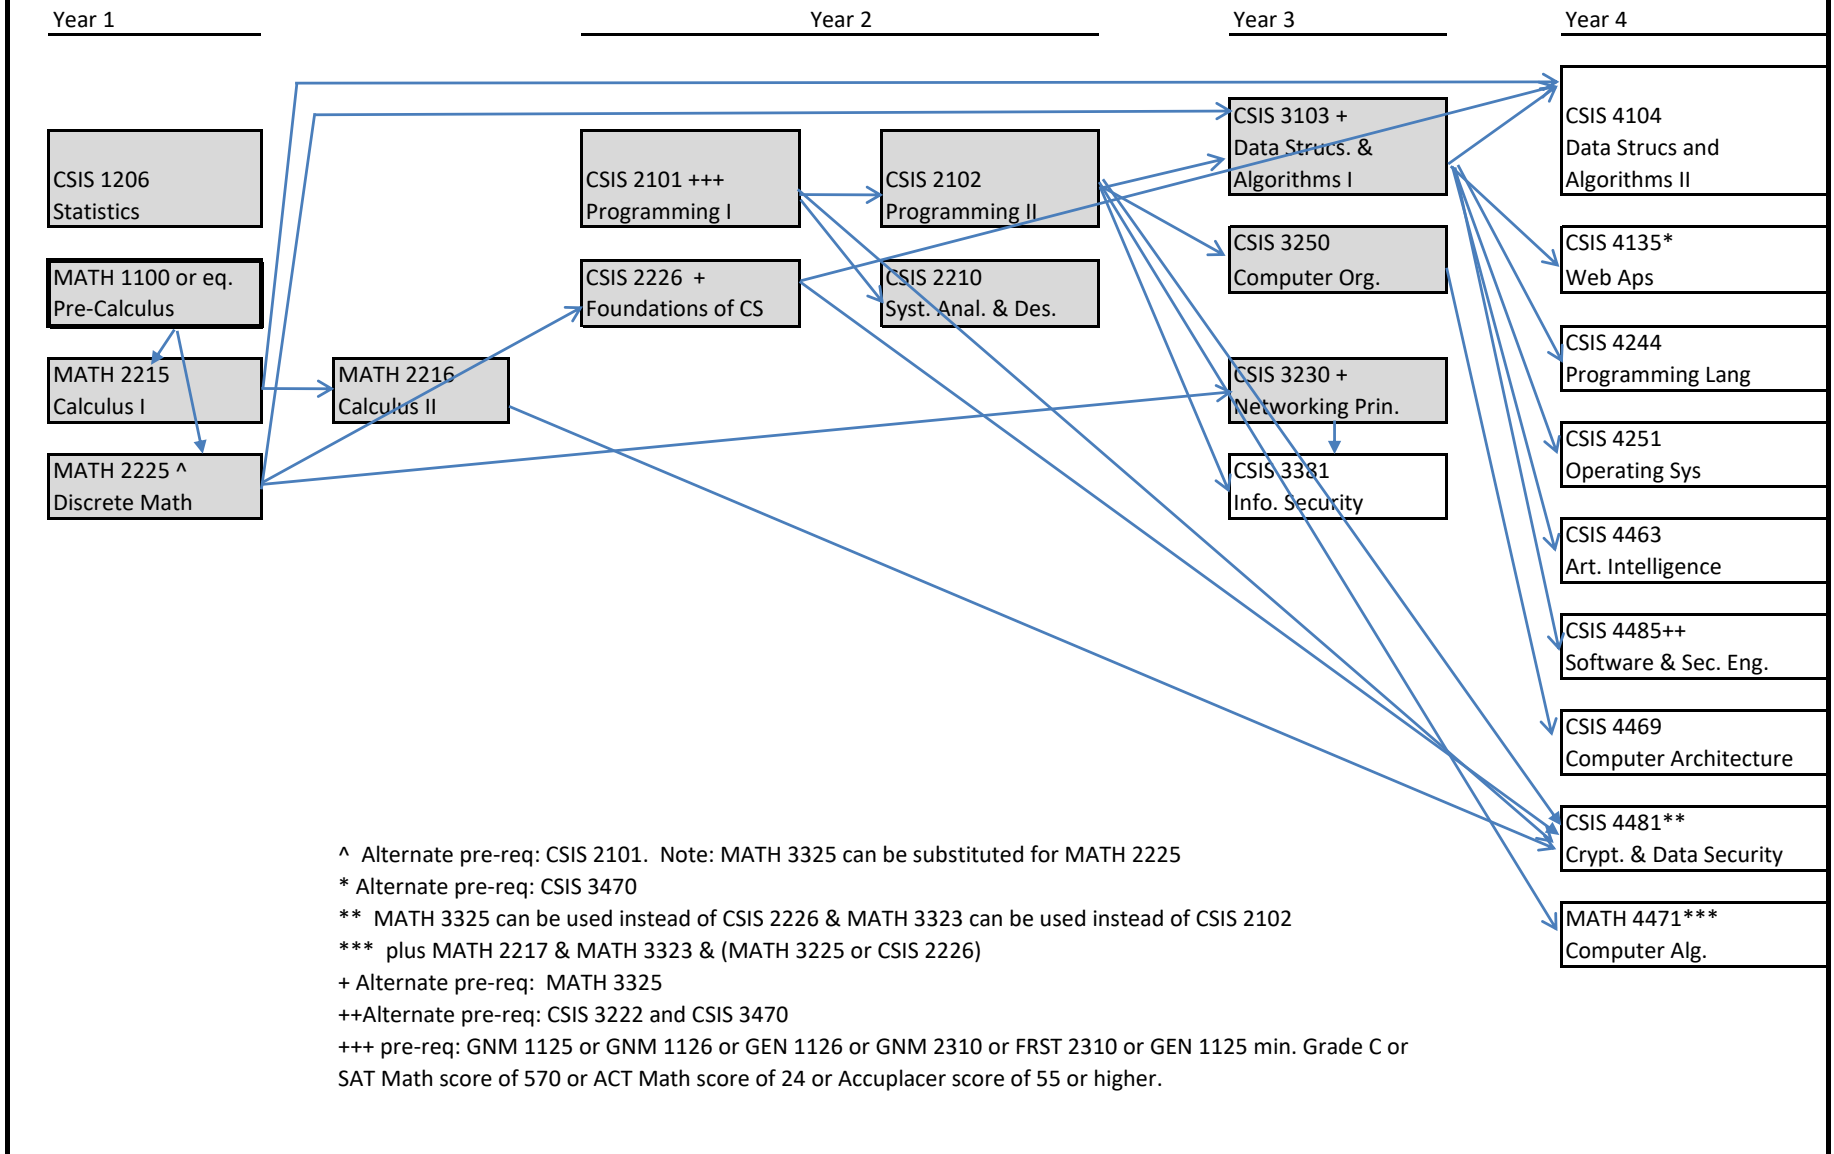 Year 1
Year 2
Year 3
Year 4
CSIS 1206
Statistics
MATH 1100 or eq.
Pre-Calculus
MATH 2215
Calculus I
MATH 2225 ^
Discrete Math
MATH 2216
Calculus II
CSIS 2101 +++
Programming I
CSIS 2226 +
Foundations of CS
CSIS 2102
Programming II
CSIS 2210
Syst. Anal. & Des.
CSIS 3103 +
Data Strucs. &
Algorithms I
CSIS 3250
Computer Org.
CSIS 3230 +
Networking Prin.
CSIS 3381
Info. Security
CSIS 4104
Data Strucs and
Algorithms II
CSIS 4135*
Web Aps
CSIS 4244
Programming Lang
CSIS 4251
Operating Sys
CSIS 4463
Art. Intelligence
CSIS 4485++
Software & Sec. Eng.
CSIS 4469
Computer Architecture
CSIS 4481**
Crypt. & Data Security
MATH 4471***
Computer Alg.
^ Alternate pre-req: CSIS 2101. Note: MATH 3325 can be substituted for MATH 2225
* Alternate pre-req: CSIS 3470
** MATH 3325 can be used instead of CSIS 2226 & MATH 3323 can be used instead of CSIS 2102
*** plus MATH 2217 & MATH 3323 & (MATH 3225 or CSIS 2226)
+ Alternate pre-req: MATH 3325
++Alternate pre-req: CSIS 3222 and CSIS 3470
+++ pre-req: GNM 1125 or GNM 1126 or GEN 1126 or GNM 2310 or FRST 2310 or GEN 1125 min. Grade C or
SAT Math score of 570 or ACT Math score of 24 or Accuplacer score of 55 or higher.